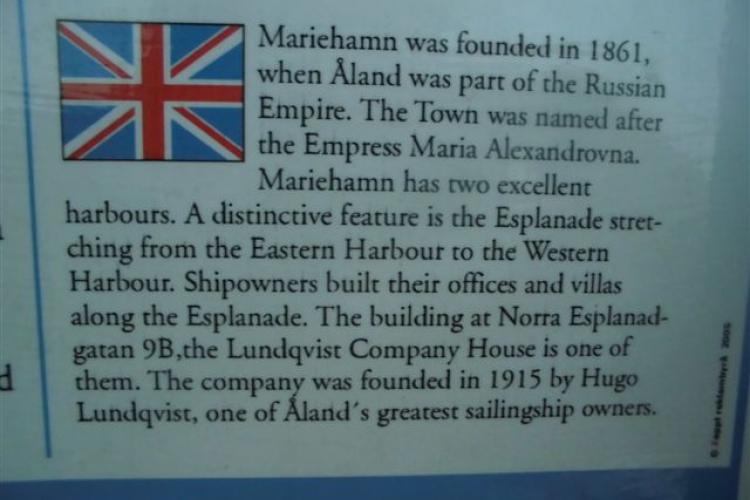 Mariehamn was founded in 1861,
when Åland was part of the Russian
Empire. The Town was named after
the Empress Maria Alexandrovna.
Mariehamn has two excellent
harbours. A distinctive feature is the Esplanade stret-
ching from the Eastern Harbour to the Western
Harbour. Shipowners built their offices and villas
along the Esplanade. The building at Norra Esplanad-
gatan 9B,the Lundqvist Company House is one of
them. The company was founded in 1915 by Hugo
Lundqvist, one of Åland´s greatest sailingship owners.
d
© reklambyrå 2005